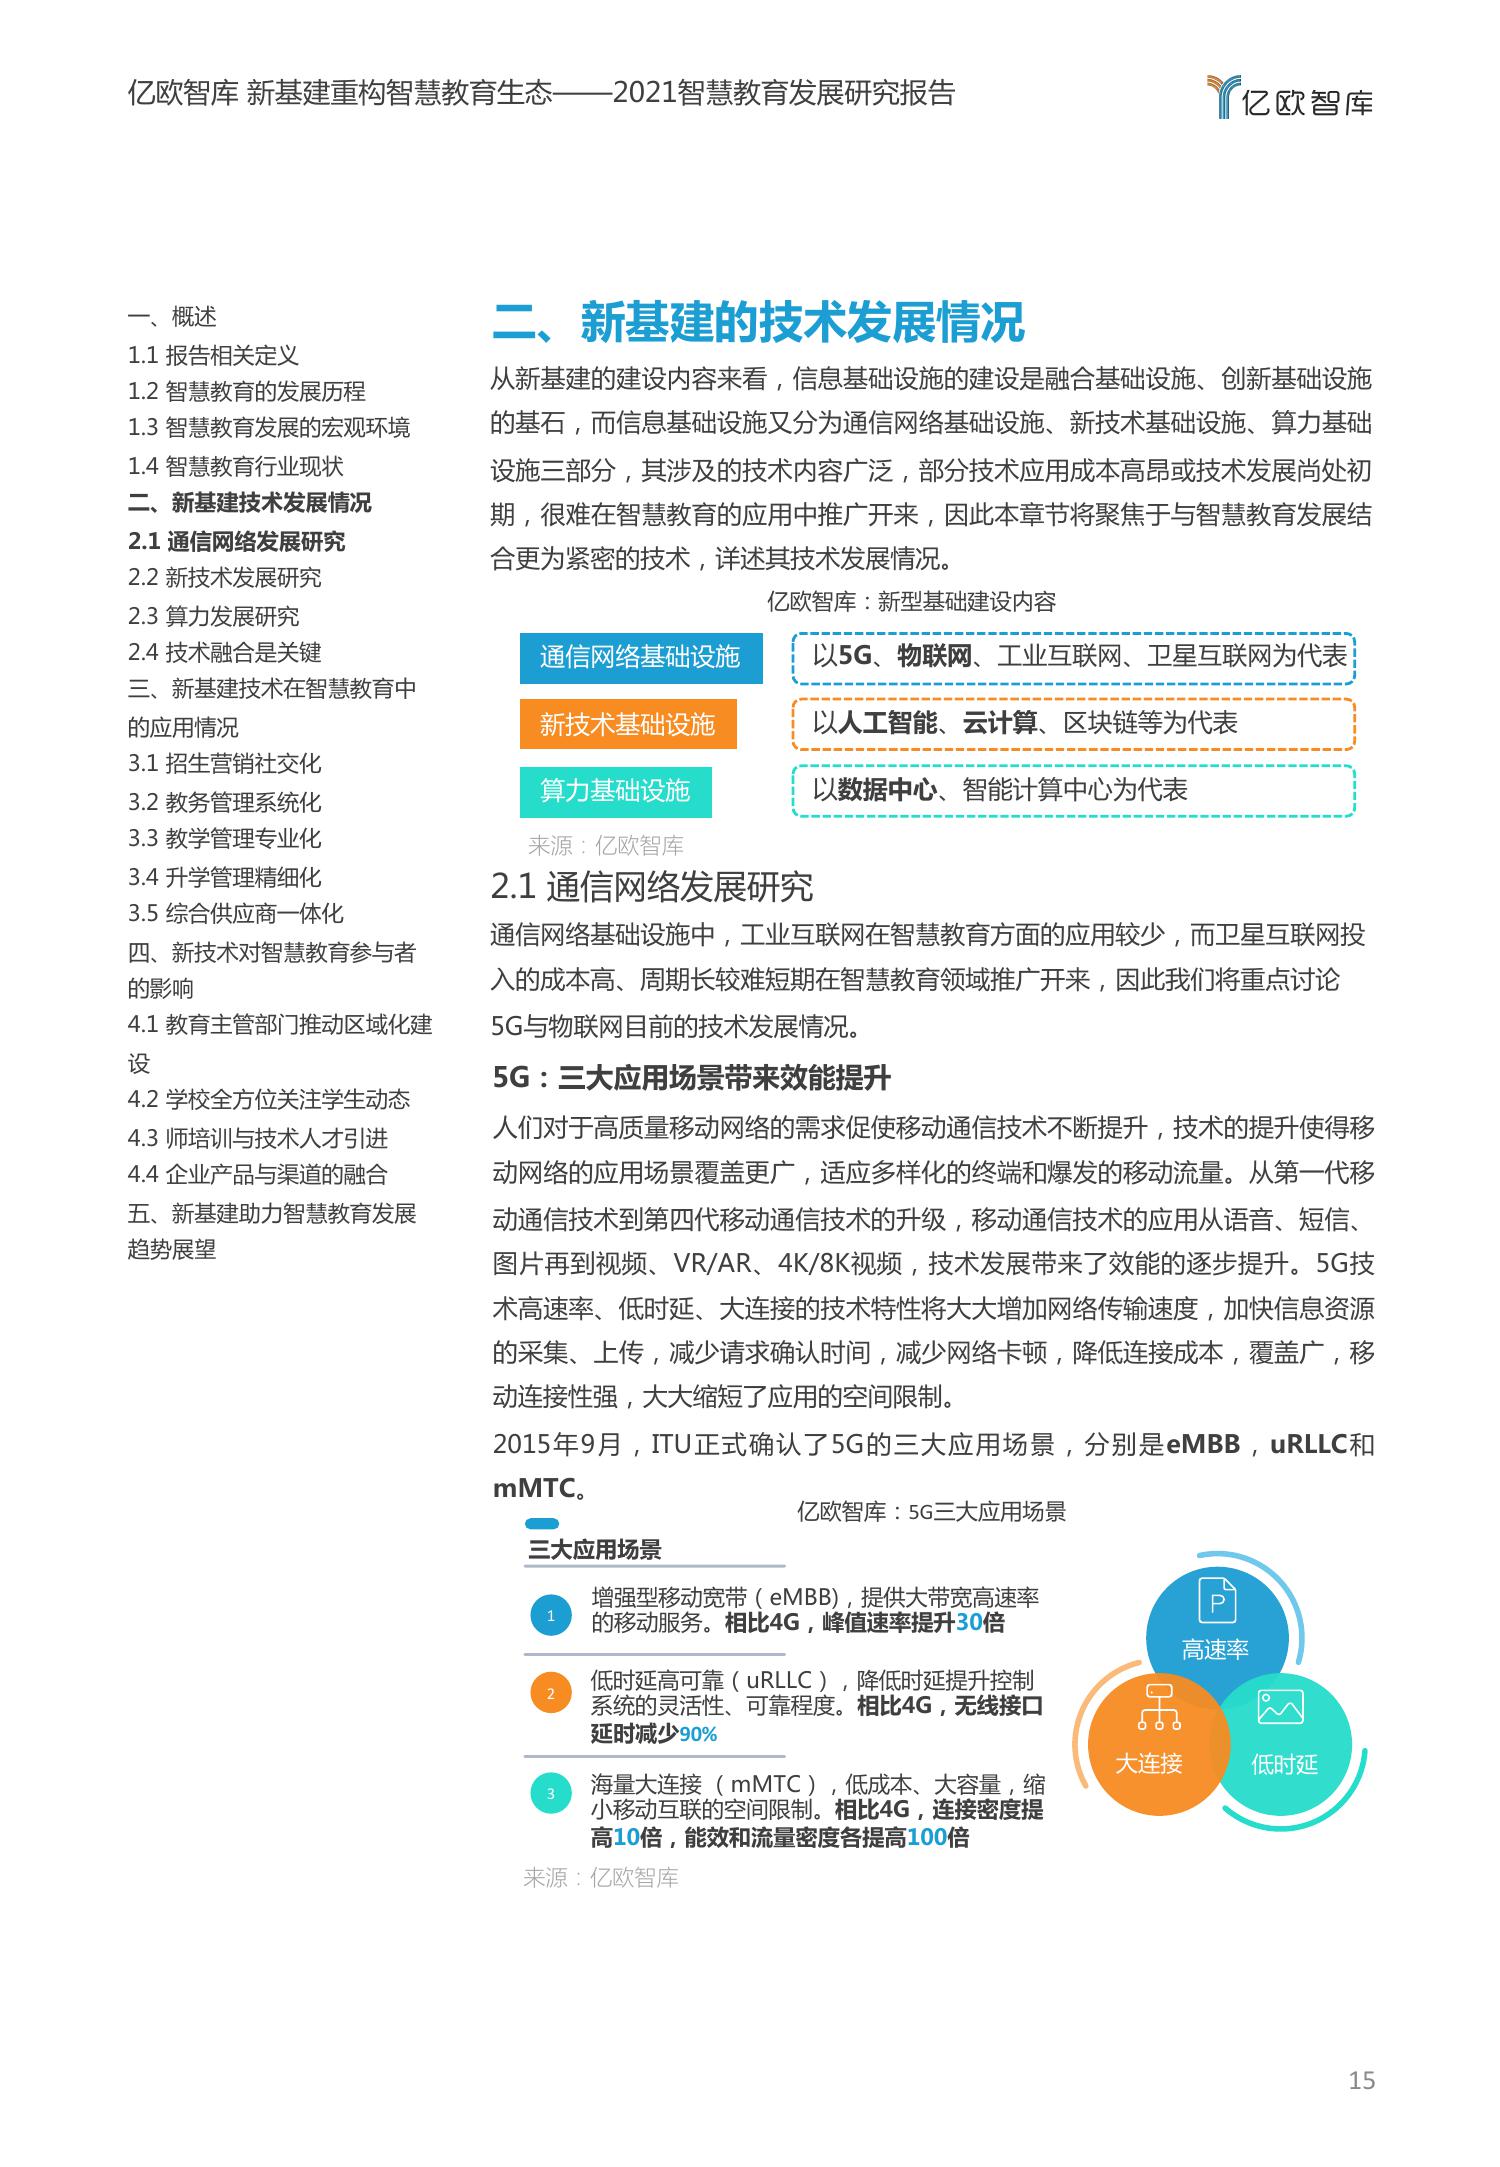 亿欧智库 新基建重构智慧教育生态——2021智慧教育发展研究报告
亿欧智库
一、概述
1.1 报告相关定义
1.2 智慧教育的发展历程
1.3 智慧教育发展的宏观环境
1.4 智慧教育行业现状
二、新基建技术发展情况
2.1 通信网络发展研究
2.2 新技术发展研究
2.3 算力发展研究
2.4 技术融合是关键
三、新基建技术在智慧教育中
的应用情况
3.1 招生营销社交化
3.2 教务管理系统化
3.3 教学管理专业化
3.4 升学管理精细化
3.5 综合供应商一体化
四、新技术对智慧教育参与者
的影响
4.1 教育主管部门推动区域化建
设
4.2 学校全方位关注学生动态
4.3 师培训与技术人才引进
4.4 企业产品与渠道的融合
五、新基建助力智慧教育发展
趋势展望
二、新基建的技术发展情况
从新基建的建设内容来看，信息基础设施的建设是融合基础设施、创新基础设施
的基石，而信息基础设施又分为通信网络基础设施、新技术基础设施、算力基础
设施三部分，其涉及的技术内容广泛，部分技术应用成本高昂或技术发展尚处初
期，很难在智慧教育的应用中推广开来，因此本章节将聚焦于与智慧教育发展结
合更为紧密的技术，详述其技术发展情况。
亿欧智库：新型基础建设内容
通信网络基础设施
以5G、物联网、工业互联网、卫星互联网为代表
新技术基础设施
以人工智能、云计算、区块链等为代表
算力基础设施
以数据中心、智能计算中心为代表
来源：亿欧智库
2.1 通信网络发展研究
通信网络基础设施中，工业互联网在智慧教育方面的应用较少，而卫星互联网投
入的成本高、周期长较难短期在智慧教育领域推广开来，因此我们将重点讨论
5G与物联网目前的技术发展情况。
5G：三大应用场景带来效能提升
人们对于高质量移动网络的需求促使移动通信技术不断提升，技术的提升使得移
动网络的应用场景覆盖更广，适应多样化的终端和爆发的移动流量。从第一代移
动通信技术到第四代移动通信技术的升级，移动通信技术的应用从语音、短信、
图片再到视频、VR/AR、4K/8K视频，技术发展带来了效能的逐步提升。5G技
术高速率、低时延、大连接的技术特性将大大增加网络传输速度，加快信息资源
的采集、上传，减少请求确认时间，减少网络卡顿，降低连接成本，覆盖广，移
动连接性强，大大缩短了应用的空间限制。
2015年9月，ITU正式确认了5G的三大应用场景，分别是eMBB，uRLLC和
mMTC。
亿欧智库：5G三大应用场景
三大应用场景
1
增强型移动宽带（eMBB)，提供大带宽高速率
的移动服务。相比4G，峰值速率提升30倍
2
低时延高可靠（uRLLC），降低时延提升控制
系统的灵活性、可靠程度。相比4G，无线接口
延时减少90%
3
海量大连接（mMTC），低成本、大容量，缩
小移动互联的空间限制。相比4G，连接密度提
高10倍，能效和流量密度各提高100倍
P
高速率
大连接
低时延
来源：亿欧智库
15